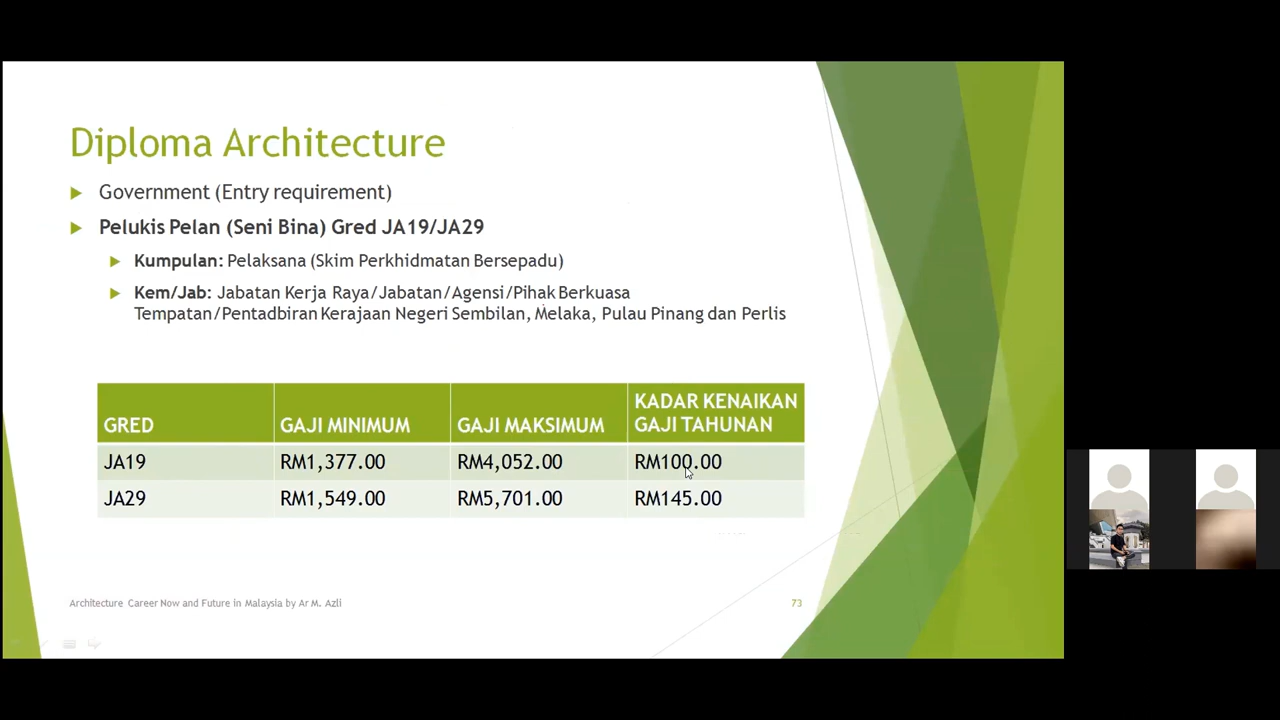 Diploma Architecture
Government (Entry requirement)
Pelukis Pelan (Seni Bina) Gred JA19/JA29
Kumpulan: Pelaksana (Skim Perkhidmatan Bersepadu)
Kem/Jab: Jabatan Kerja Raya/Jabatan/Agensi/Pihak Berkuasa
Tempatan/Pentadbiran Kerajaan Negeri Sembilan, Melaka, Pulau Pinang dan Perlis
GRED GAJI MINIMUM GAJI MAKSIMUM KADAR KENAIKAN
GAJI TAHUNAN
JA19 RM1,377.00 RM4,052.00 RM100.00
JA29 RM1,549.00 RM5,701.00 RM145.00
Architecture Career Now and Future in Malaysia by Ar M. Azli 73